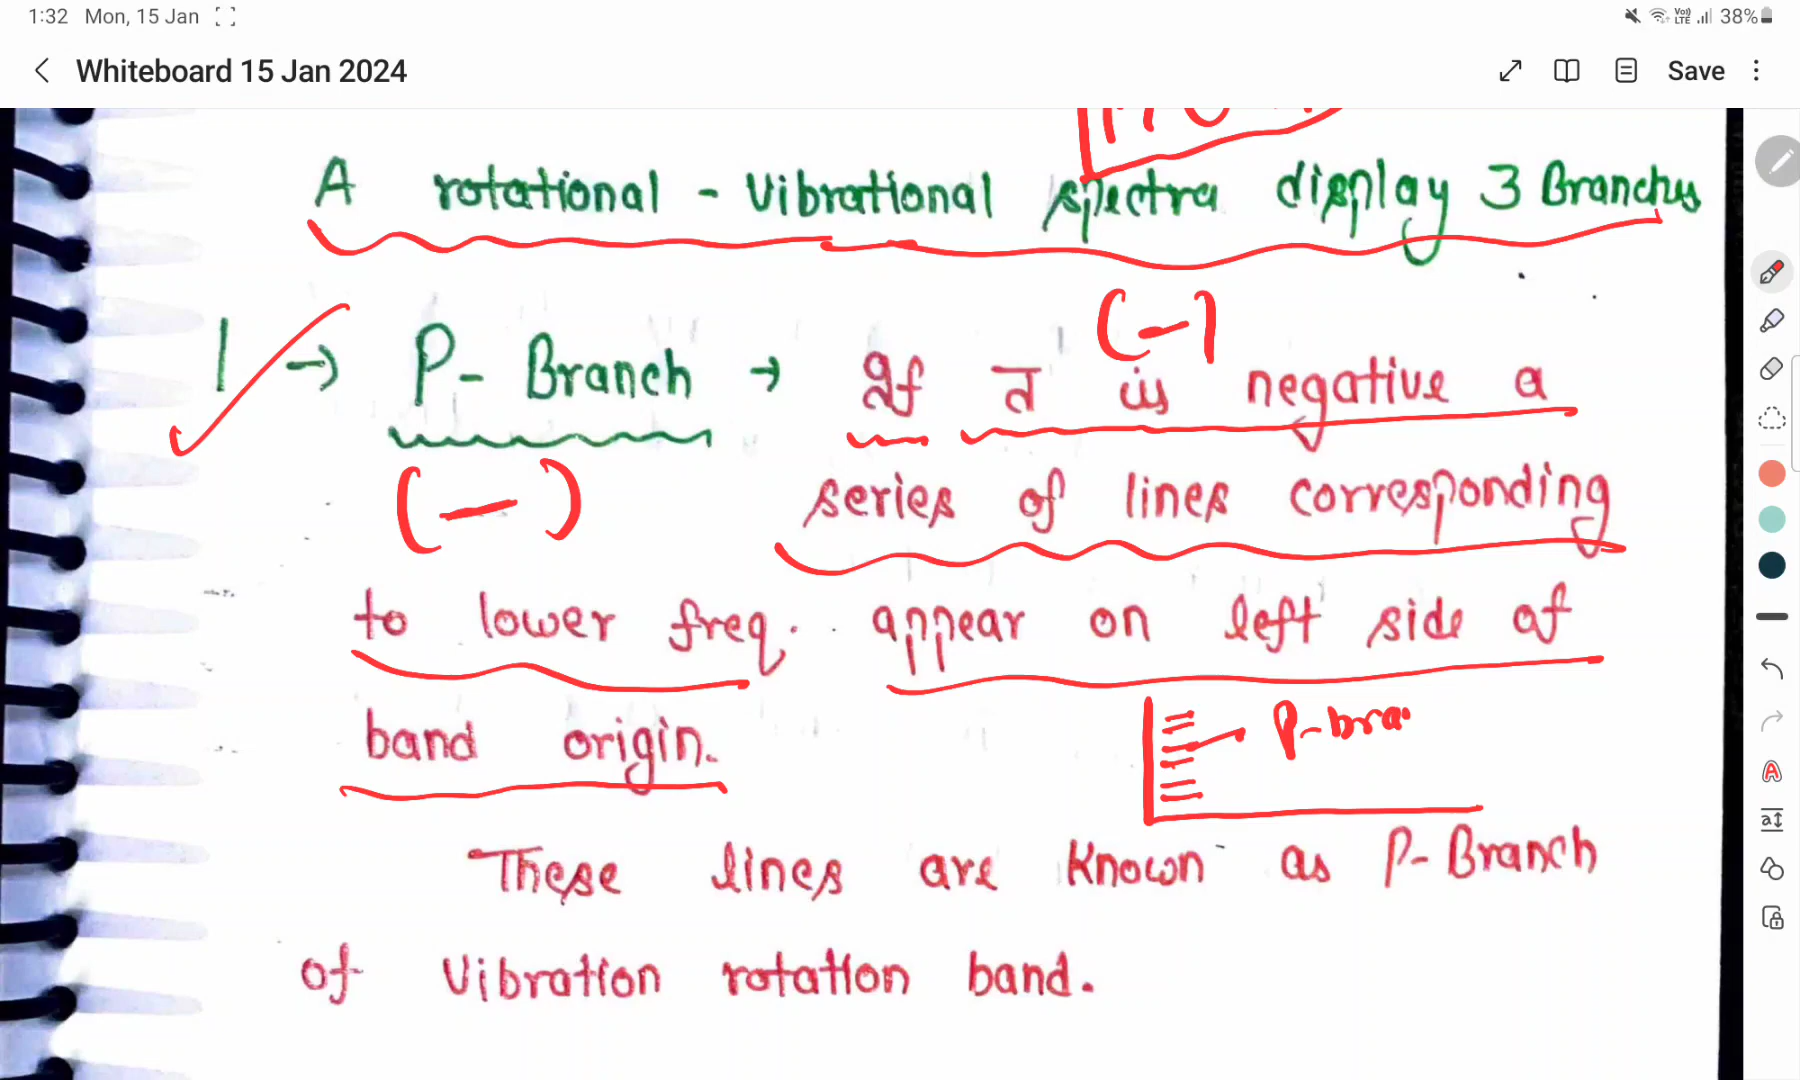 1:32 Mon, 15 Jan
Vo) LTE 38%
Whiteboard 15 Jan 2024
Save
A rotational - Vibrational spectra display 3 Branches
(-)
1 → P- Branch → If न is negative a
(-)
series of lines corresponding
to lower freq. appear on left side of
band origin.
P-bra
These lines are known as P-Branch
of Vibration rotation band.